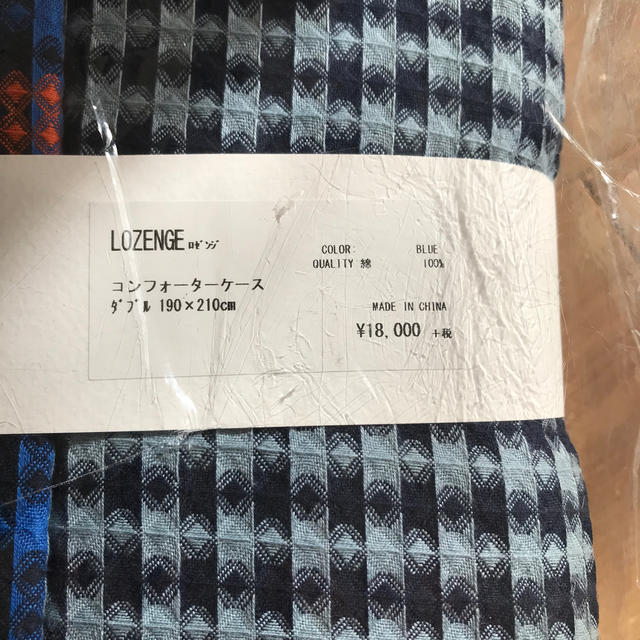 LOZENGE ﾛｾﾞﾝｼﾞ
COLOR: BLUE
QUALITY 綿 100%
コンフォーターケース
ﾀﾞﾌﾞﾙ 190×210cm
MADE IN CHINA
¥18,000 +税